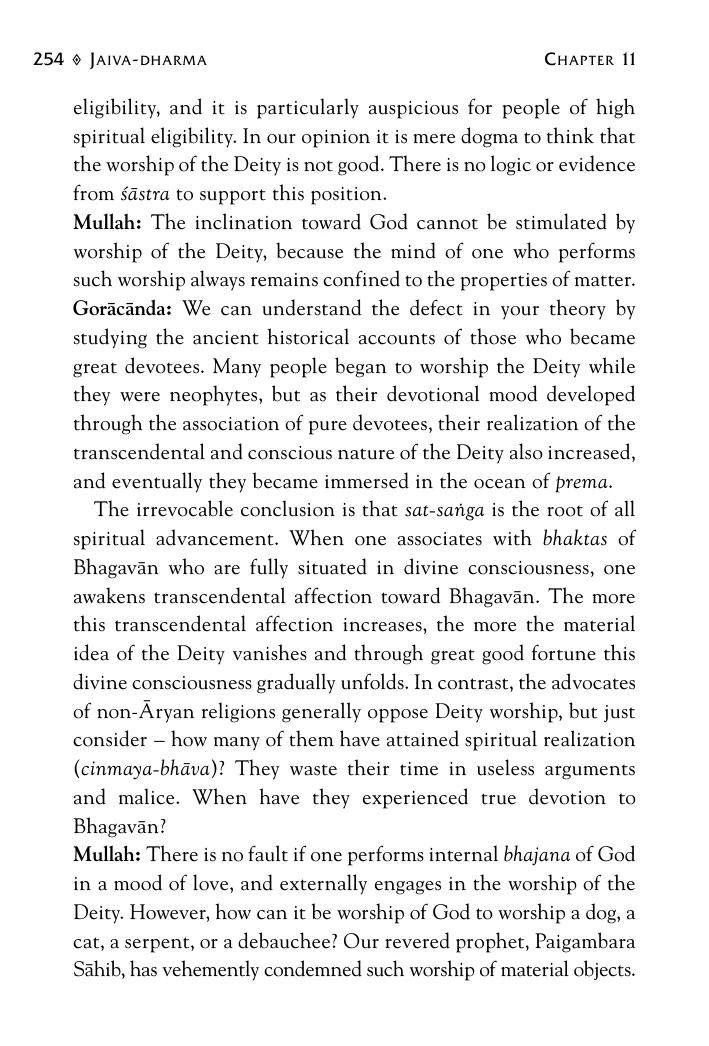 254 ◊ JAIVA-DHARMA CHAPTER 11
eligibility, and it is particularly auspicious for people of high
spiritual eligibility. In our opinion it is mere dogma to think that
the worship of the Deity is not good. There is no logic or evidence
from śāstra to support this position.
Mullah: The inclination toward God cannot be stimulated by
worship of the Deity, because the mind of one who performs
such worship always remains confined to the properties of matter.
Gorācānda: We can understand the defect in your theory by
studying the ancient historical accounts of those who became
great devotees. Many people began to worship the Deity while
they were neophytes, but as their devotional mood developed
through the association of pure devotees, their realization of the
transcendental and conscious nature of the Deity also increased,
and eventually they became immersed in the ocean of prema.
The irrevocable conclusion is that sat-saṅga is the root of all
spiritual advancement. When one associates with bhaktas of
Bhagavān who are fully situated in divine consciousness, one
awakens transcendental affection toward Bhagavān. The more
this transcendental affection increases, the more the material
idea of the Deity vanishes and through great good fortune this
divine consciousness gradually unfolds. In contrast, the advocates
of non-Āryan religions generally oppose Deity worship, but just
consider – how many of them have attained spiritual realization
(cinmaya-bhāva)? They waste their time in useless arguments
and malice. When have they experienced true devotion to
Bhagavān?
Mullah: There is no fault if one performs internal bhajana of God
in a mood of love, and externally engages in the worship of the
Deity. However, how can it be worship of God to worship a dog, a
cat, a serpent, or a debauchee? Our revered prophet, Paigambara
Sāhib, has vehemently condemned such worship of material objects.